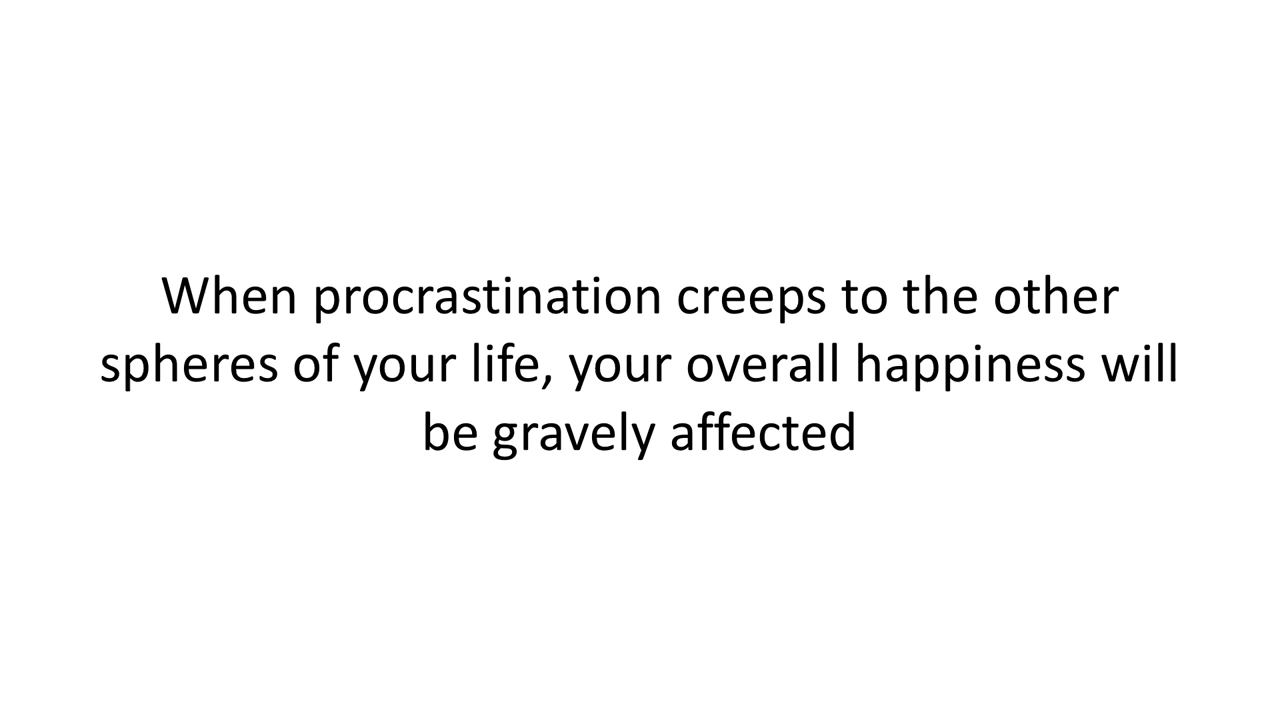 When procrastination creeps to the other
spheres of your life, your overall happiness will
be gravely affected